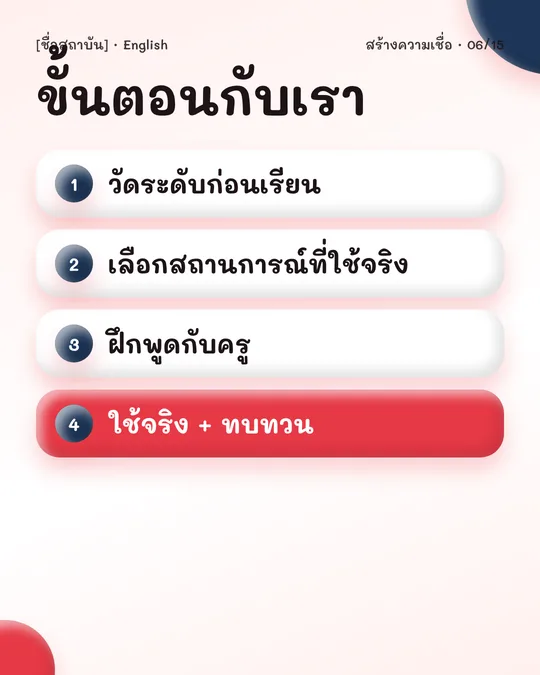 [ชื่อสถาบัน] · English
สร้างความเชื่อ · 06/15
ขั้นตอนกับเรา
1 วัดระดับก่อนเรียน
2 เลือกสถานการณ์ที่ใช้จริง
3 ฝึกพูดกับครู
4 ใช้จริง + ทบทวน